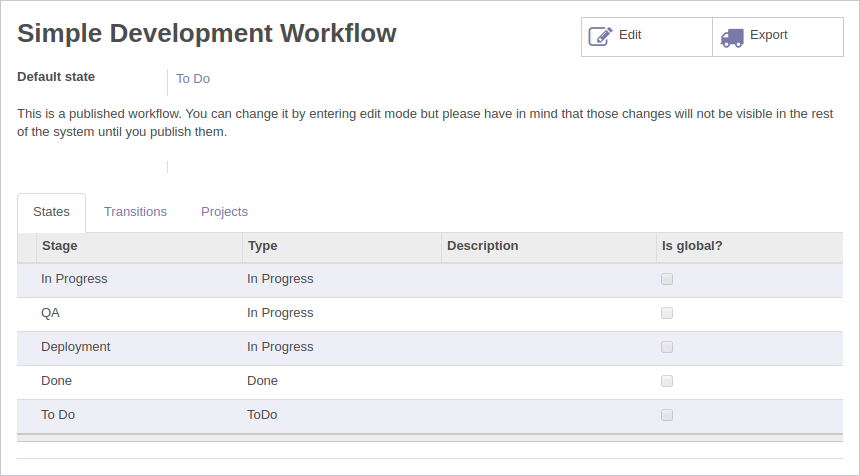 Simple Development Workflow
Edit
Export
Default state
To Do
This is a published workflow. You can change it by entering edit mode but please have in mind that those changes will not be visible in the rest
of the system until you publish them.
States Transitions Projects
Stage Type Description Is global?
In Progress In Progress
QA In Progress
Deployment In Progress
Done Done
To Do ToDo